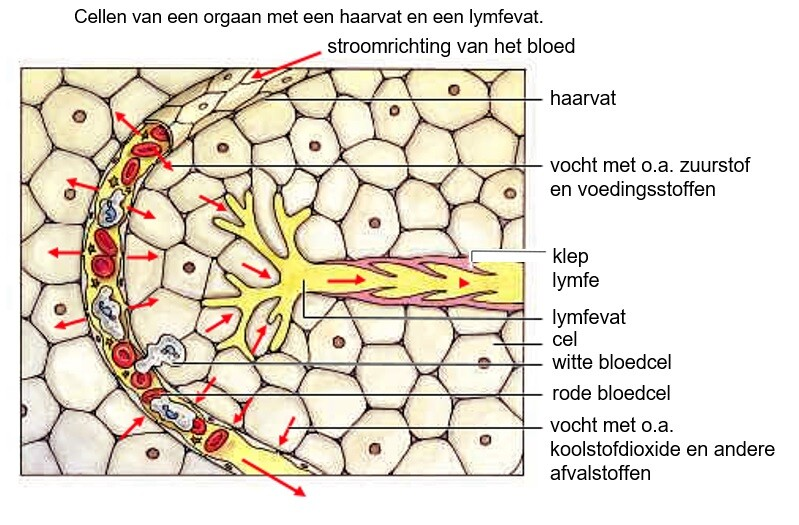 Cellen van een orgaan met een haarvat en een lymfevat.
stroomrichting van het bloed
haarvat
vocht met o.a. zuurstof
en voedingsstoffen
klep
lymfe
lymfevat
cel
witte bloedcel
rode bloedcel
vocht met o.a.
koolstofdioxide en andere
afvalstoffen